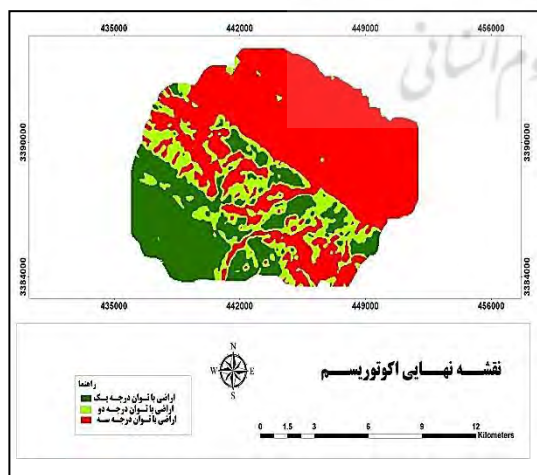 435000 442000 449000 456000
وم انسانی
3390000 3390000
3384000 3384000
435000 442000 449000 456000
نقشه نهایی اکوتوریسم
N
W E
S
راهنما
اراضی با توان درجه یک
اراضی با توان درجه دو
اراضی با توان درجه سه
0 1.5 3 6 9 12
Kilometers